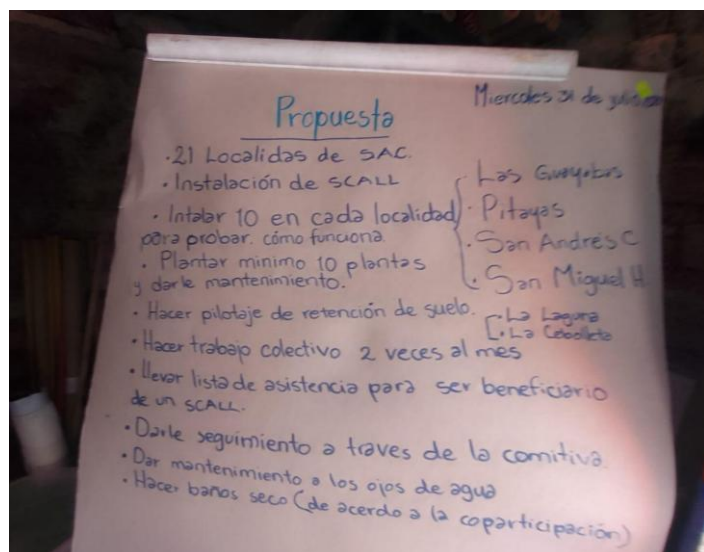 Propuesta
Miercoles 31 de julio
·21 Localidas de SAC.
·Instalación de SCALL
· Intalar 10 en cada localidad
para probar. cómo funciona.
· Las Guayabas
· Pitayas
· San Andrés C
· San Miguel H
· Plantar minimo 10 plantas
y darle mantenimiento.
· Hacer pilotaje de retención de suelo.
· La Laguna
· La Cebolleta
· Hacer trabajo colectivo 2 veces al mes
· llevar lista de asistencia para ser beneficiario
de un SCALL.
· Darle seguimiento a traves de la comitiva.
· Dar mantenimiento a los ojos de agua
· Hacer baños seco (de acerdo a la coparticipación)